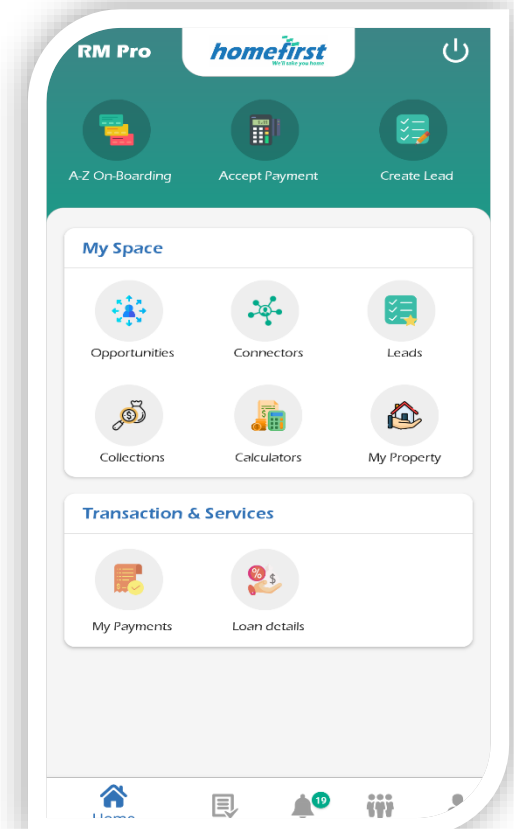 RM Pro
homefirst
We'll take you home
A-Z On-Boarding
Accept Payment
Create Lead
My Space
Opportunities
Connectors
Leads
Collections
Calculators
My Property
Transaction & Services
My Payments
Loan details
19
Home